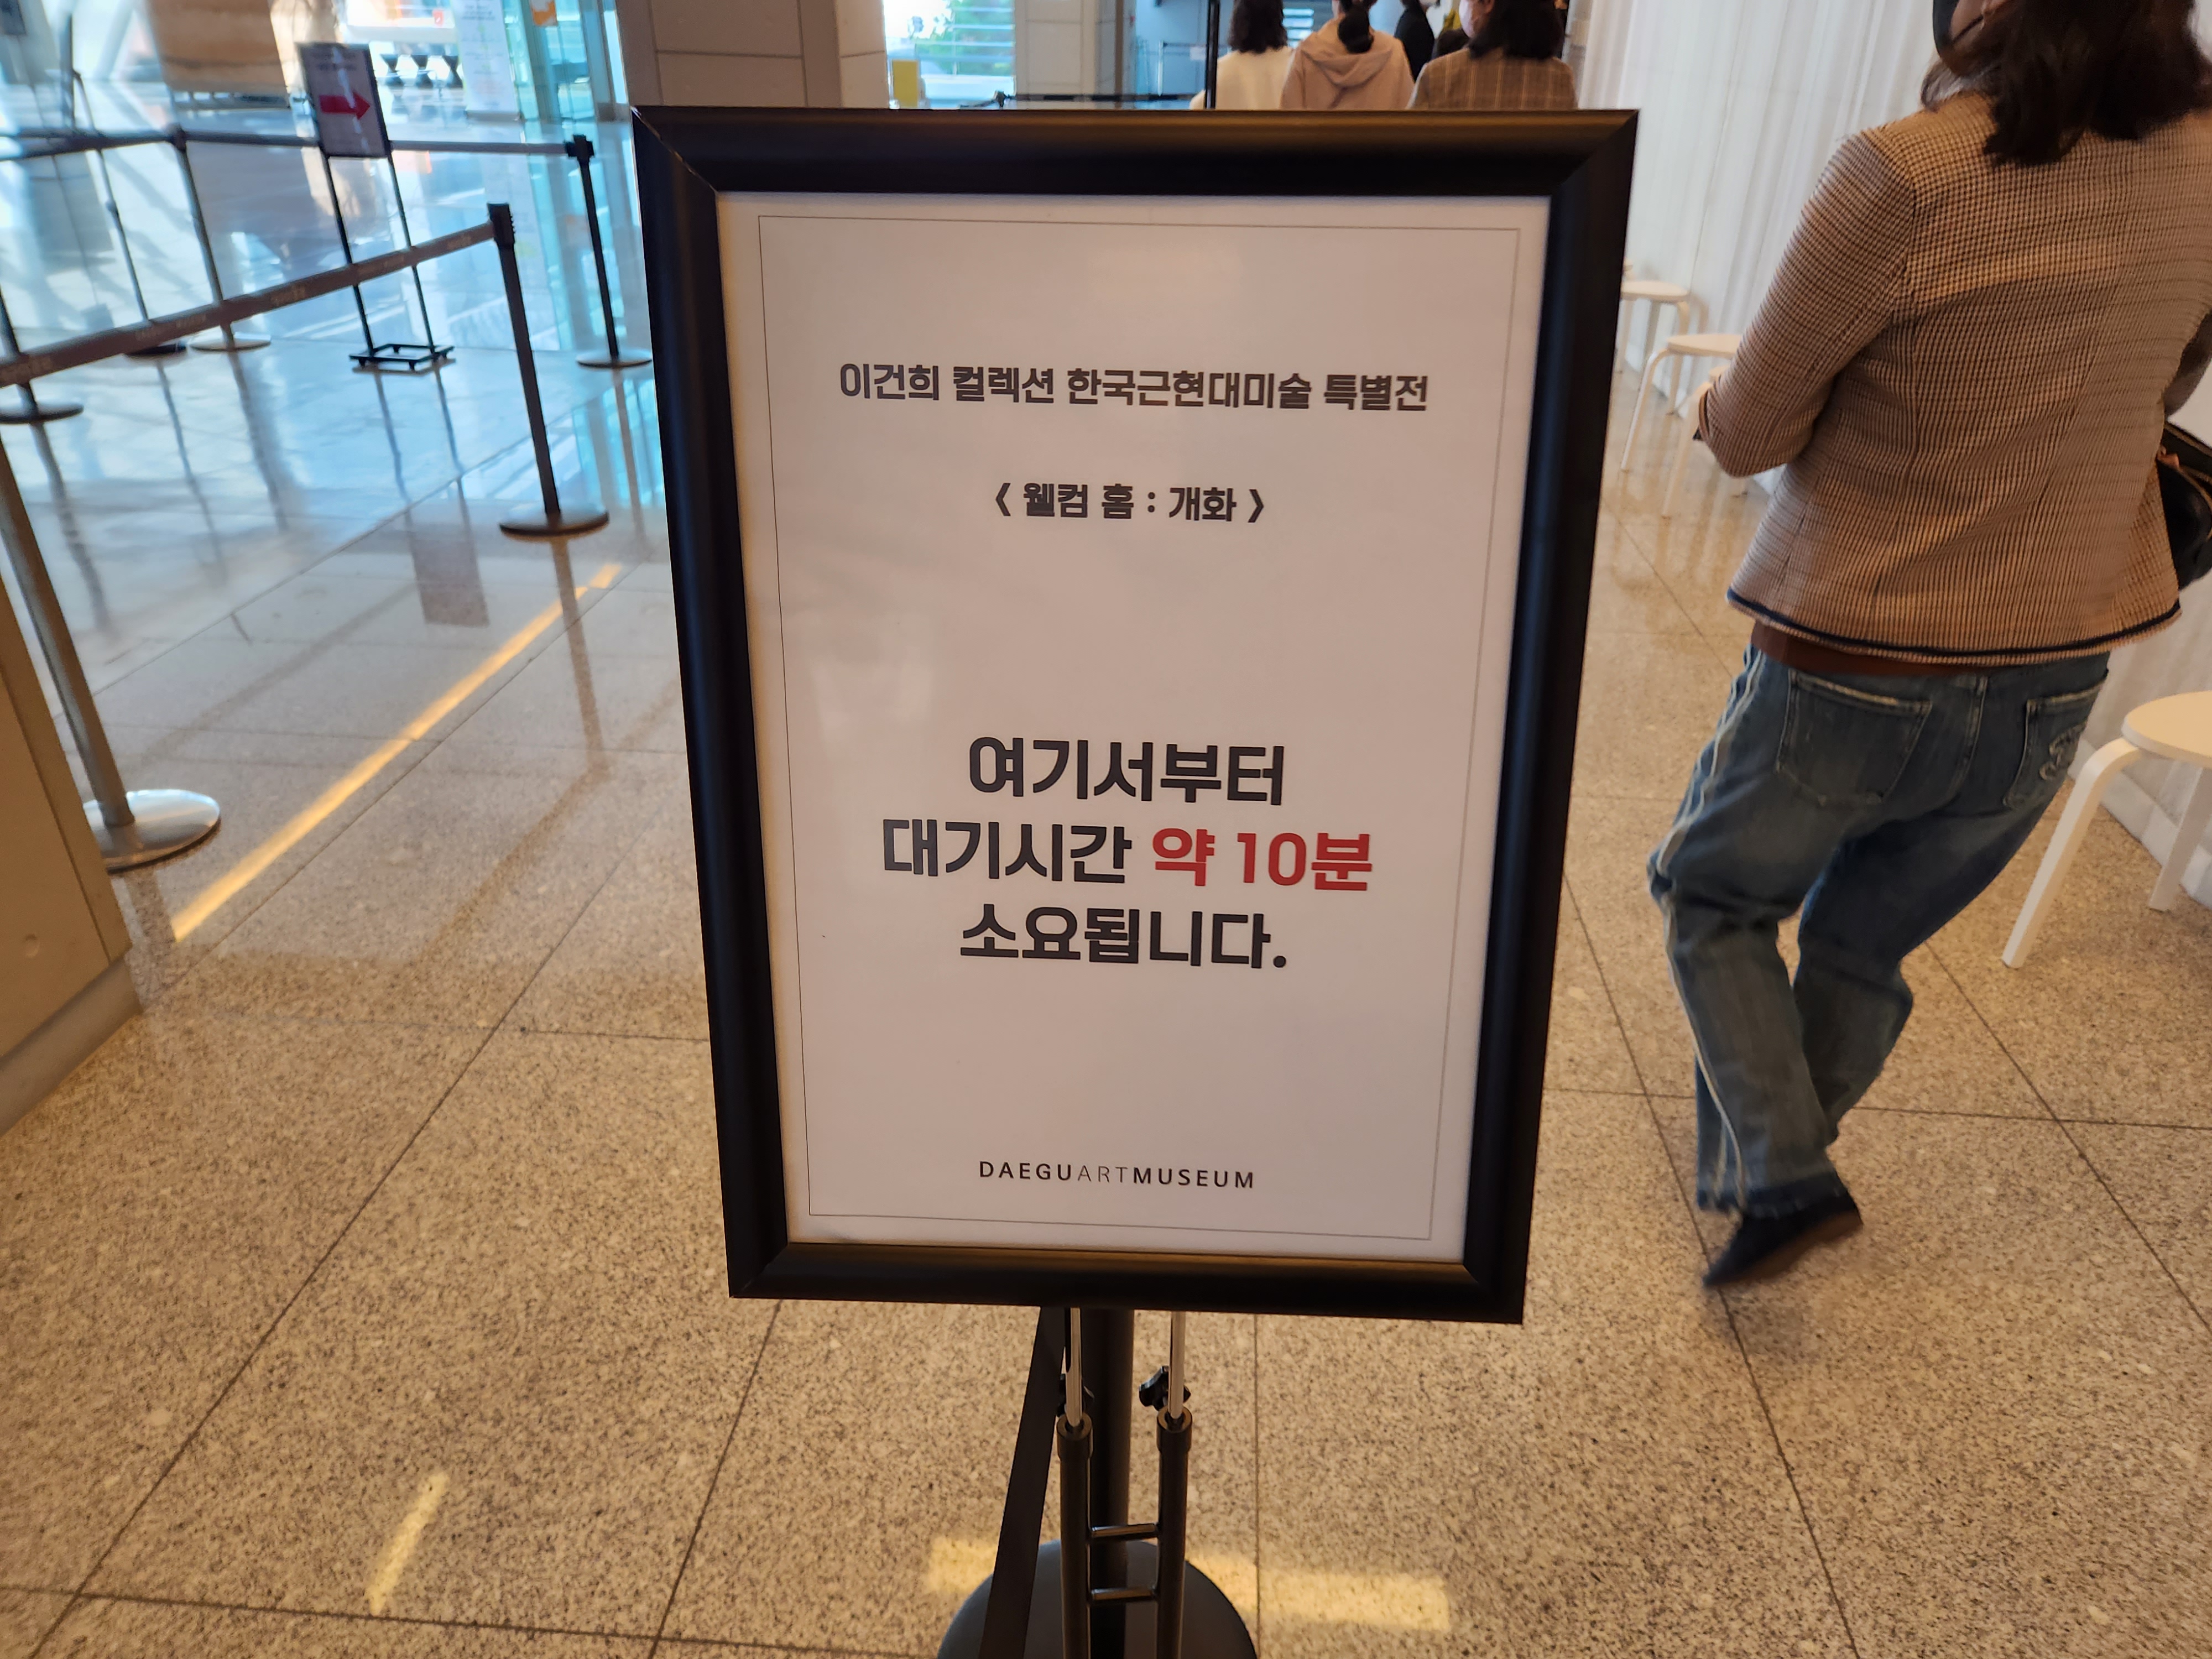 이건희 컬렉션 한국근현대미술 특별전
《 웰컴 홈 : 개화 》
여기서부터
대기시간 약 10분
소요됩니다.
DAEGUARTMUSEUM